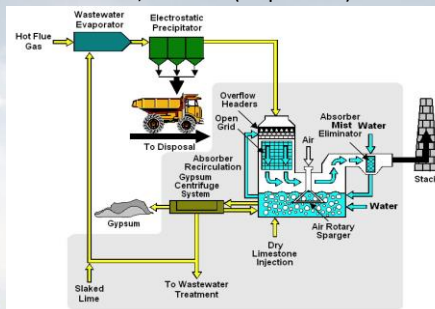 Wastewater
Evaporator
Electrostatic
Precipitator
Hot Flue
Gas
To Disposal
Overflow
Headers
Open
Grid
Air
Absorber
Mist
Eliminator
Water
Stack
Absorber
Recirculation
Gypsum
Centrifuge
System
Water
Gypsum
Air Rotary
Sparger
Dry
Limestone
Injection
Slaked
Lime
To Wastewater
Treatment